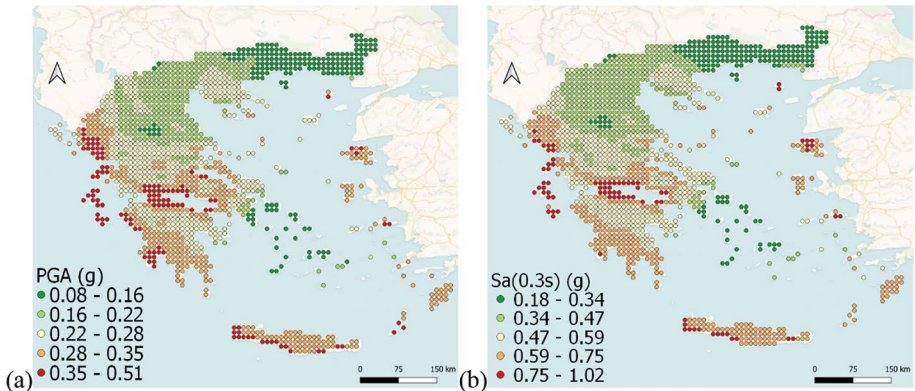 (a)
PGA (g)
0.08 - 0.16
0.16 - 0.22
0.22 - 0.28
0.28 - 0.35
0.35 - 0.51
0 75 150 km
(b)
Sa(0.3s) (g)
0.18 - 0.34
0.34 - 0.47
0.47 - 0.59
0.59 - 0.75
0.75 - 1.02
0 75 150 km